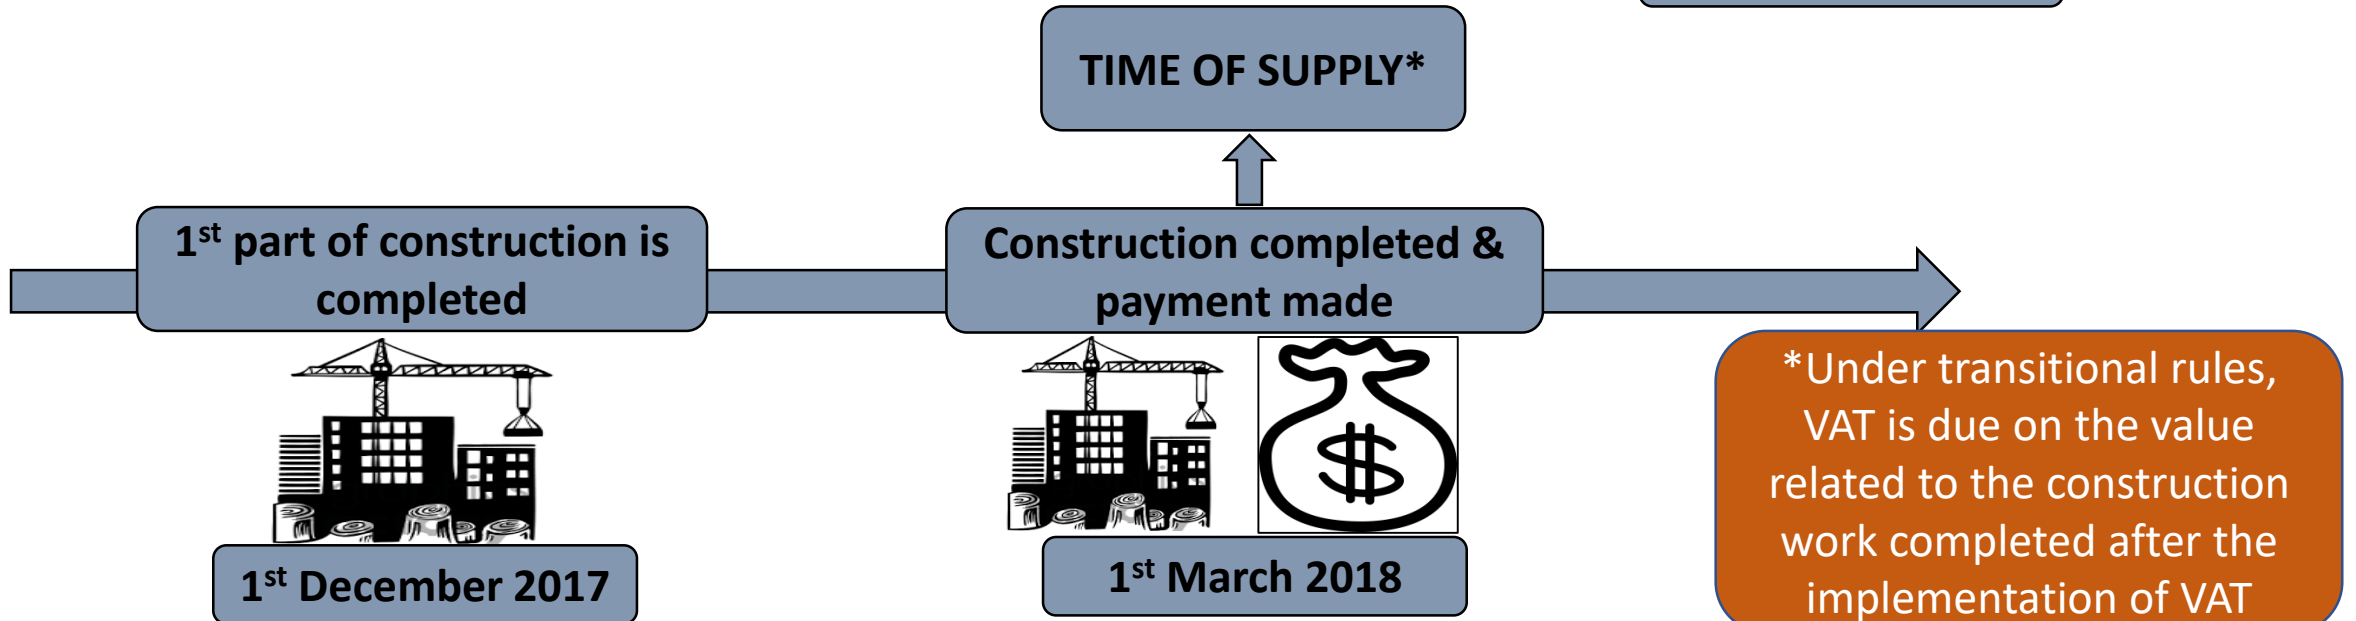 TIME OF SUPPLY*
1st part of construction is
completed
Construction completed &
payment made
$
1st December 2017
1st March 2018
*Under transitional rules,
VAT is due on the value
related to the construction
work completed after the
implementation of VAT